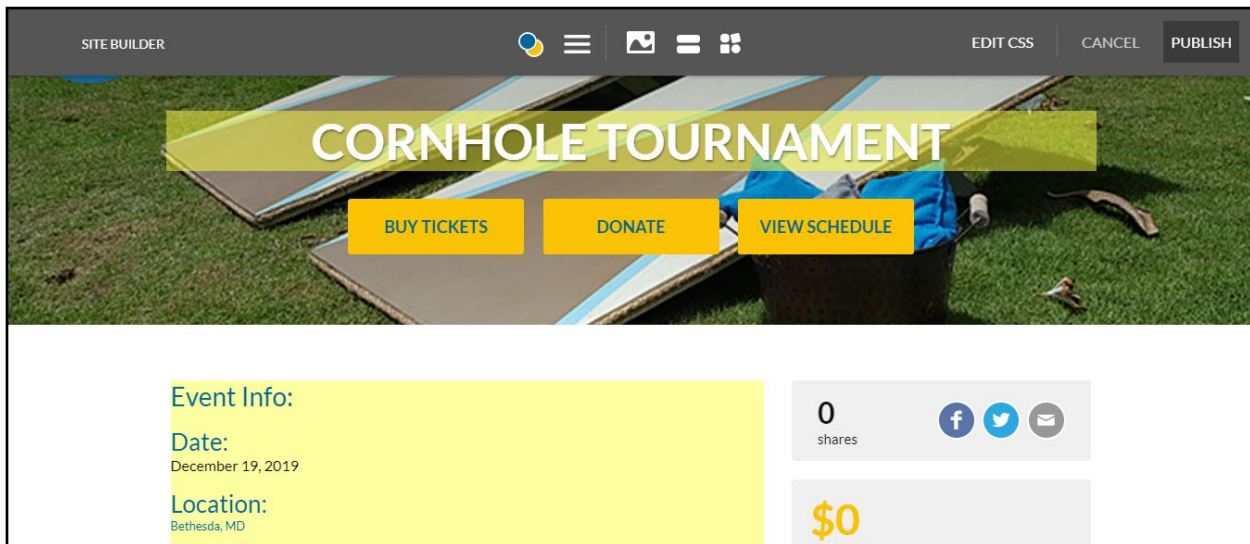 SITE BUILDER
EDIT CSS
CANCEL
PUBLISH
CORNHOLE TOURNAMENT
BUY TICKETS
DONATE
VIEW SCHEDULE
Event Info:
Date:
December 19, 2019
Location:
Bethesda, MD
0
shares
$0